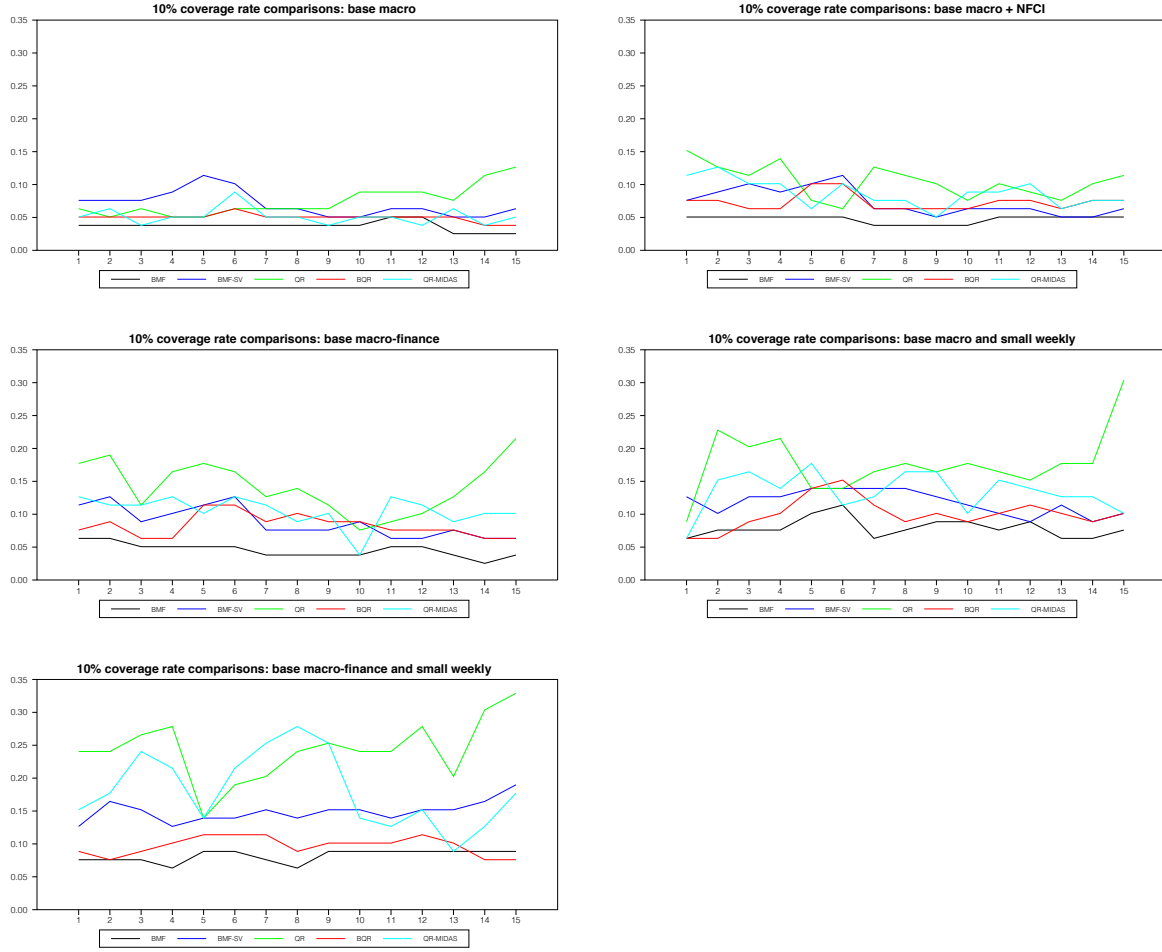 10% coverage rate comparisons: base macro
0.35
0.30
0.25
0.20
0.15
0.10
0.05
0.00
1 2 3 4 5 6 7 8 9 10 11 12 13 14 15
BMF BMF-SV QR BQR QR-MIDAS
10% coverage rate comparisons: base macro + NFCI
0.35
0.30
0.25
0.20
0.15
0.10
0.05
0.00
1 2 3 4 5 6 7 8 9 10 11 12 13 14 15
BMF BMF-SV QR BQR QR-MIDAS
10% coverage rate comparisons: base macro-finance
0.35
0.30
0.25
0.20
0.15
0.10
0.05
0.00
1 2 3 4 5 6 7 8 9 10 11 12 13 14 15
BMF BMF-SV QR BQR QR-MIDAS
10% coverage rate comparisons: base macro and small weekly
0.35
0.30
0.25
0.20
0.15
0.10
0.05
0.00
1 2 3 4 5 6 7 8 9 10 11 12 13 14 15
BMF BMF-SV QR BQR QR-MIDAS
10% coverage rate comparisons: base macro-finance and small weekly
0.35
0.30
0.25
0.20
0.15
0.10
0.05
0.00
1 2 3 4 5 6 7 8 9 10 11 12 13 14 15
BMF BMF-SV QR BQR QR-MIDAS